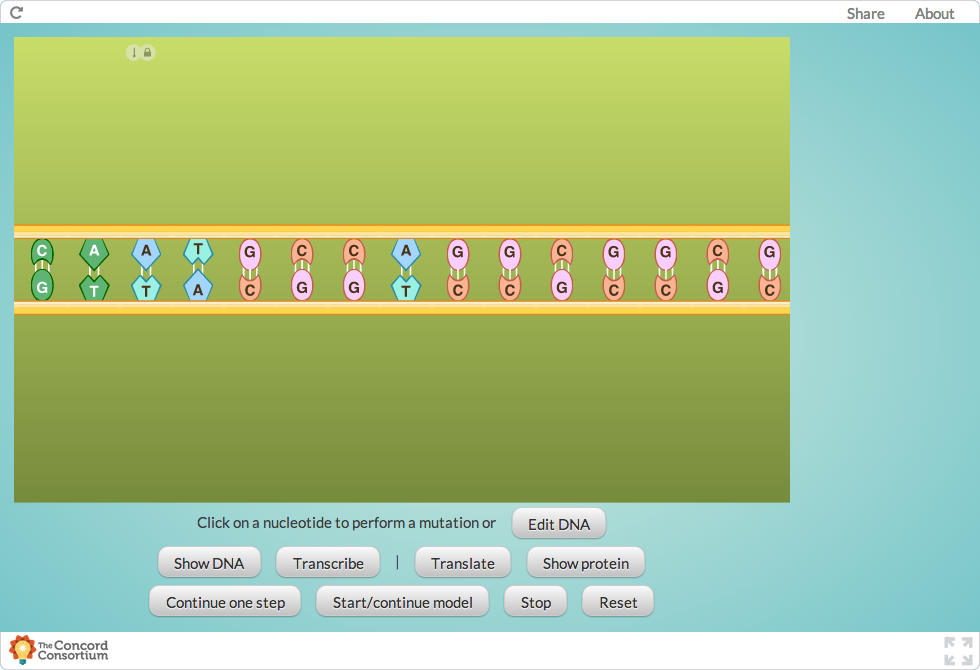 Share About
C A A T G C C A G G C G G C G
G T T A C G G T C C G C C G C
Click on a nucleotide to perform a mutation or Edit DNA
Show DNA Transcribe | Translate Show protein
Continue one step Start/continue model Stop Reset
The Concord
Consortium